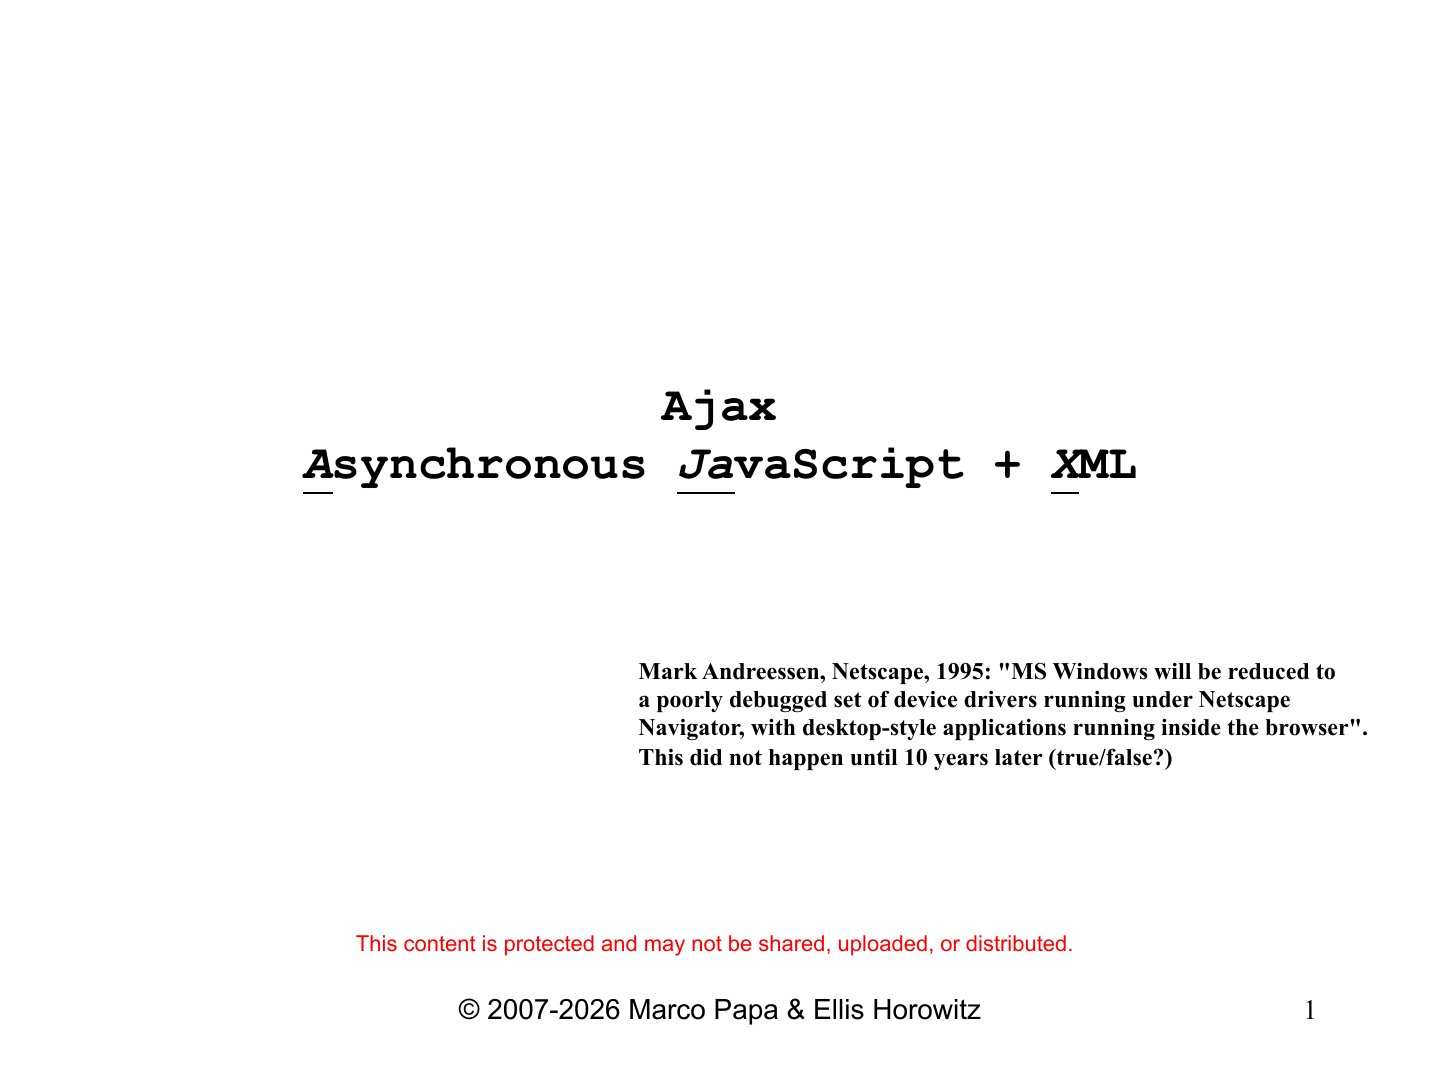 Ajax
Asynchronous JavaScript + XML
Mark Andreessen, Netscape, 1995: "MS Windows will be reduced to
a poorly debugged set of device drivers running under Netscape
Navigator, with desktop-style applications running inside the browser".
This did not happen until 10 years later (true/false?)
This content is protected and may not be shared, uploaded, or distributed.
© 2007-2026 Marco Papa & Ellis Horowitz
1